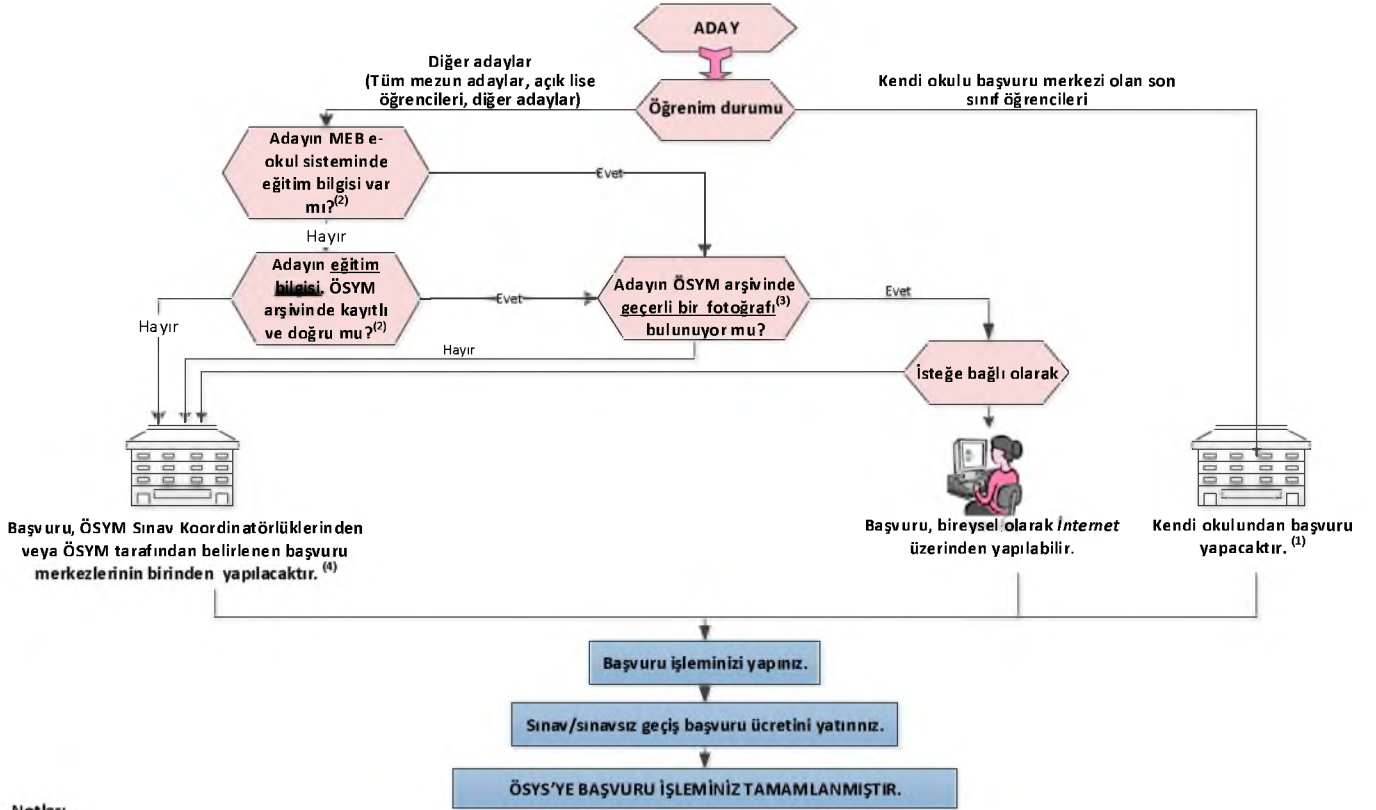 ADAY
Diğer adaylar
(Tüm mezun adaylar, açık lise
öğrencileri, diğer adaylar)
Öğrenim durumu
Kendi okulu başvuru merkezi olan son
sınıf öğrencileri
Adayın MEB e-
okul sisteminde
eğitim bilgisi var
mı?(2)
Evet
Hayır
Adayın eğitim
bilgisi, ÖSYM
arşivinde kayıtlı
ve doğru mu?(2)
Evet
Adayın ÖSYM arşivinde
geçerli bir fotoğrafı(3)
bulunuyor mu?
Evet
Hayır
Hayır
İsteğe bağlı olarak
Başvuru, ÖSYM Sınav Koordinatörlüklerinden
veya ÖSYM tarafından belirlenen başvuru
merkezlerinin birinden yapılacaktır. (4)
Başvuru, bireysel olarak İnternet
üzerinden yapılabilir.
Kendi okulundan başvuru
yapacaktır. (1)
Başvuru işleminizi yapınız.
Sınav/sınavsız geçiş başvuru ücretini yatırınız.
ÖSYS'YE BAŞVURU İŞLEMİNİZ TAMAMLANMIŞTIR.